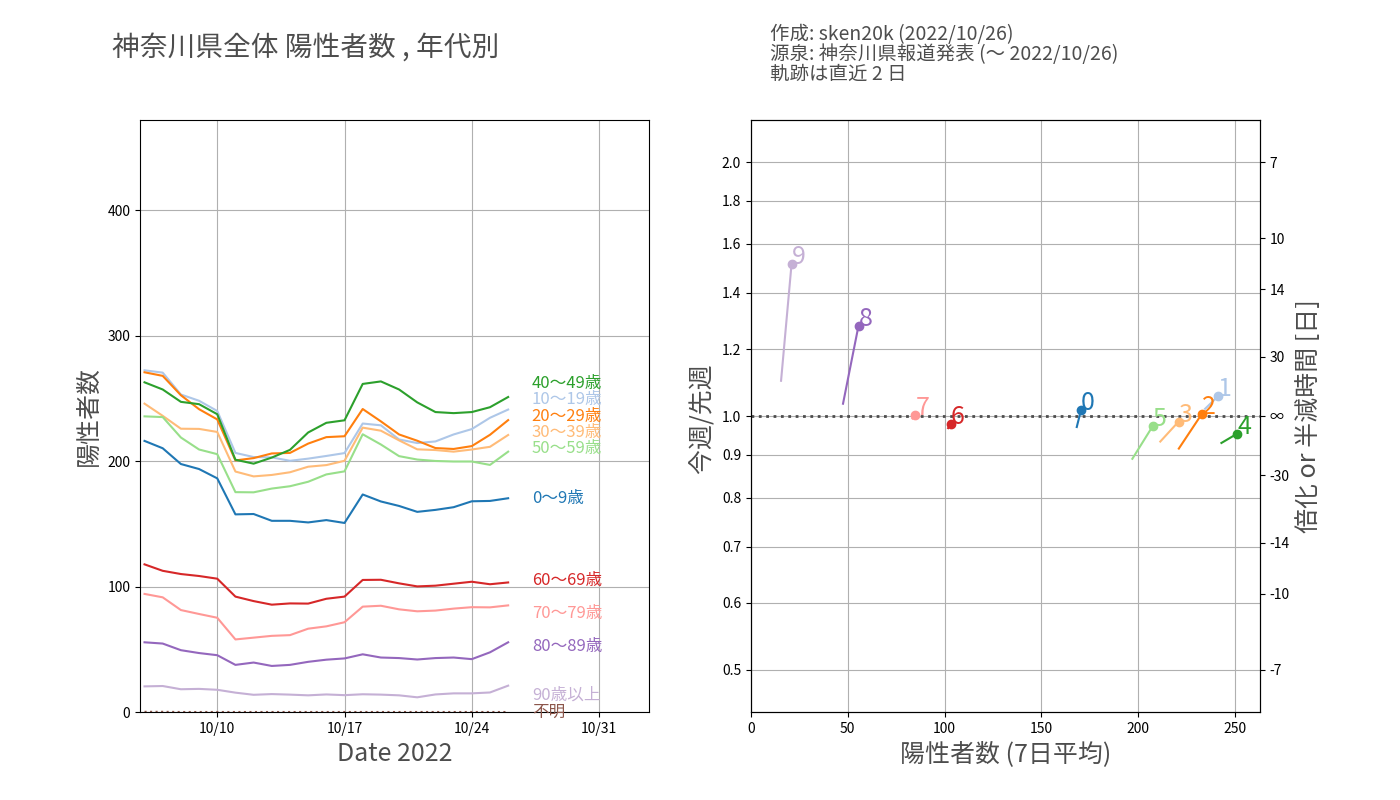 神奈川県全体 陽性者数 , 年代別
作成: sken20k (2022/10/26)
源泉: 神奈川県報道発表 (〜 2022/10/26)
軌跡は直近 2 日
陽性者数
400
300
200
100
0
10/10
10/17
10/24
10/31
Date 2022
40〜49歳
10〜19歳
20〜29歳
30〜39歳
50〜59歳
0〜9歳
60〜69歳
70〜79歳
80〜89歳
90歳以上
不明
今週/先週
2.0
1.8
1.6
1.4
1.2
1.0
0.9
0.8
0.7
0.6
0.5
9
8
7
6
0
5
3
2
1
4
0
50
100
150
200
250
陽性者数 (7日平均)
7
10
14
30
∞
-30
-14
-10
-7
倍化 or 半減時間 [日]